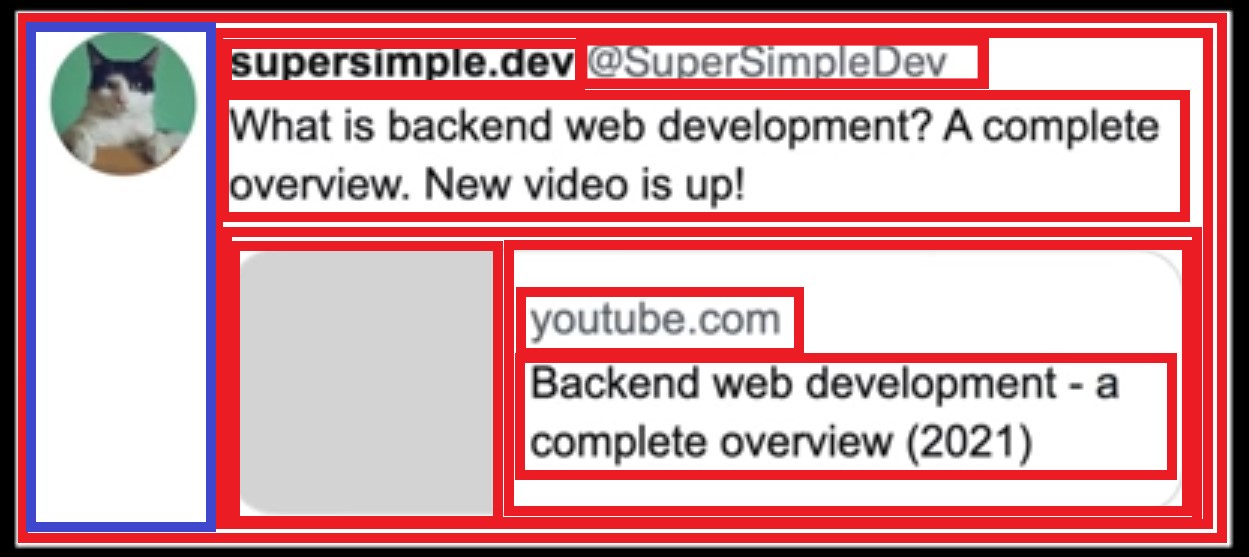 supersimple.dev @SuperSimpleDev
What is backend web development? A complete
overview. New video is up!
youtube.com
Backend web development - a
complete overview (2021)